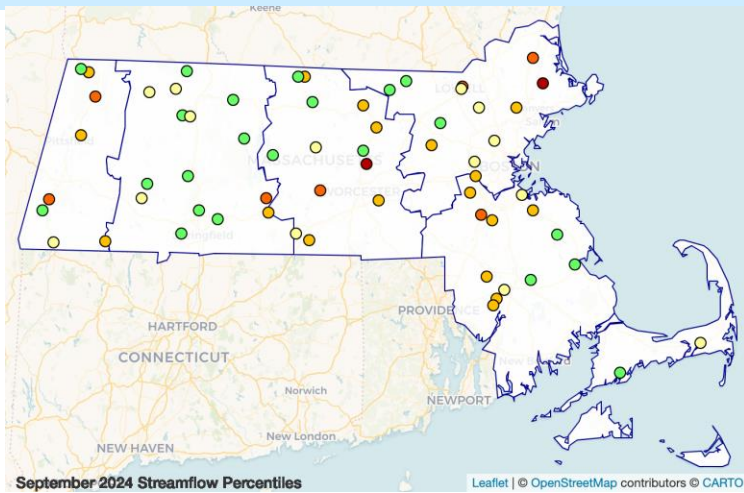 Keene
Pittsfield
LOWELL
MASSACHUSETTS
BOSTON
WORCESTER
Springfield
PROVIDENCE
HARTFORD
CONNECTICUT
New Bedford
Norwich
NEWPORT
New London
NEW HAVEN
September 2024 Streamflow Percentiles
Leaflet | © OpenStreetMap contributors © CARTO